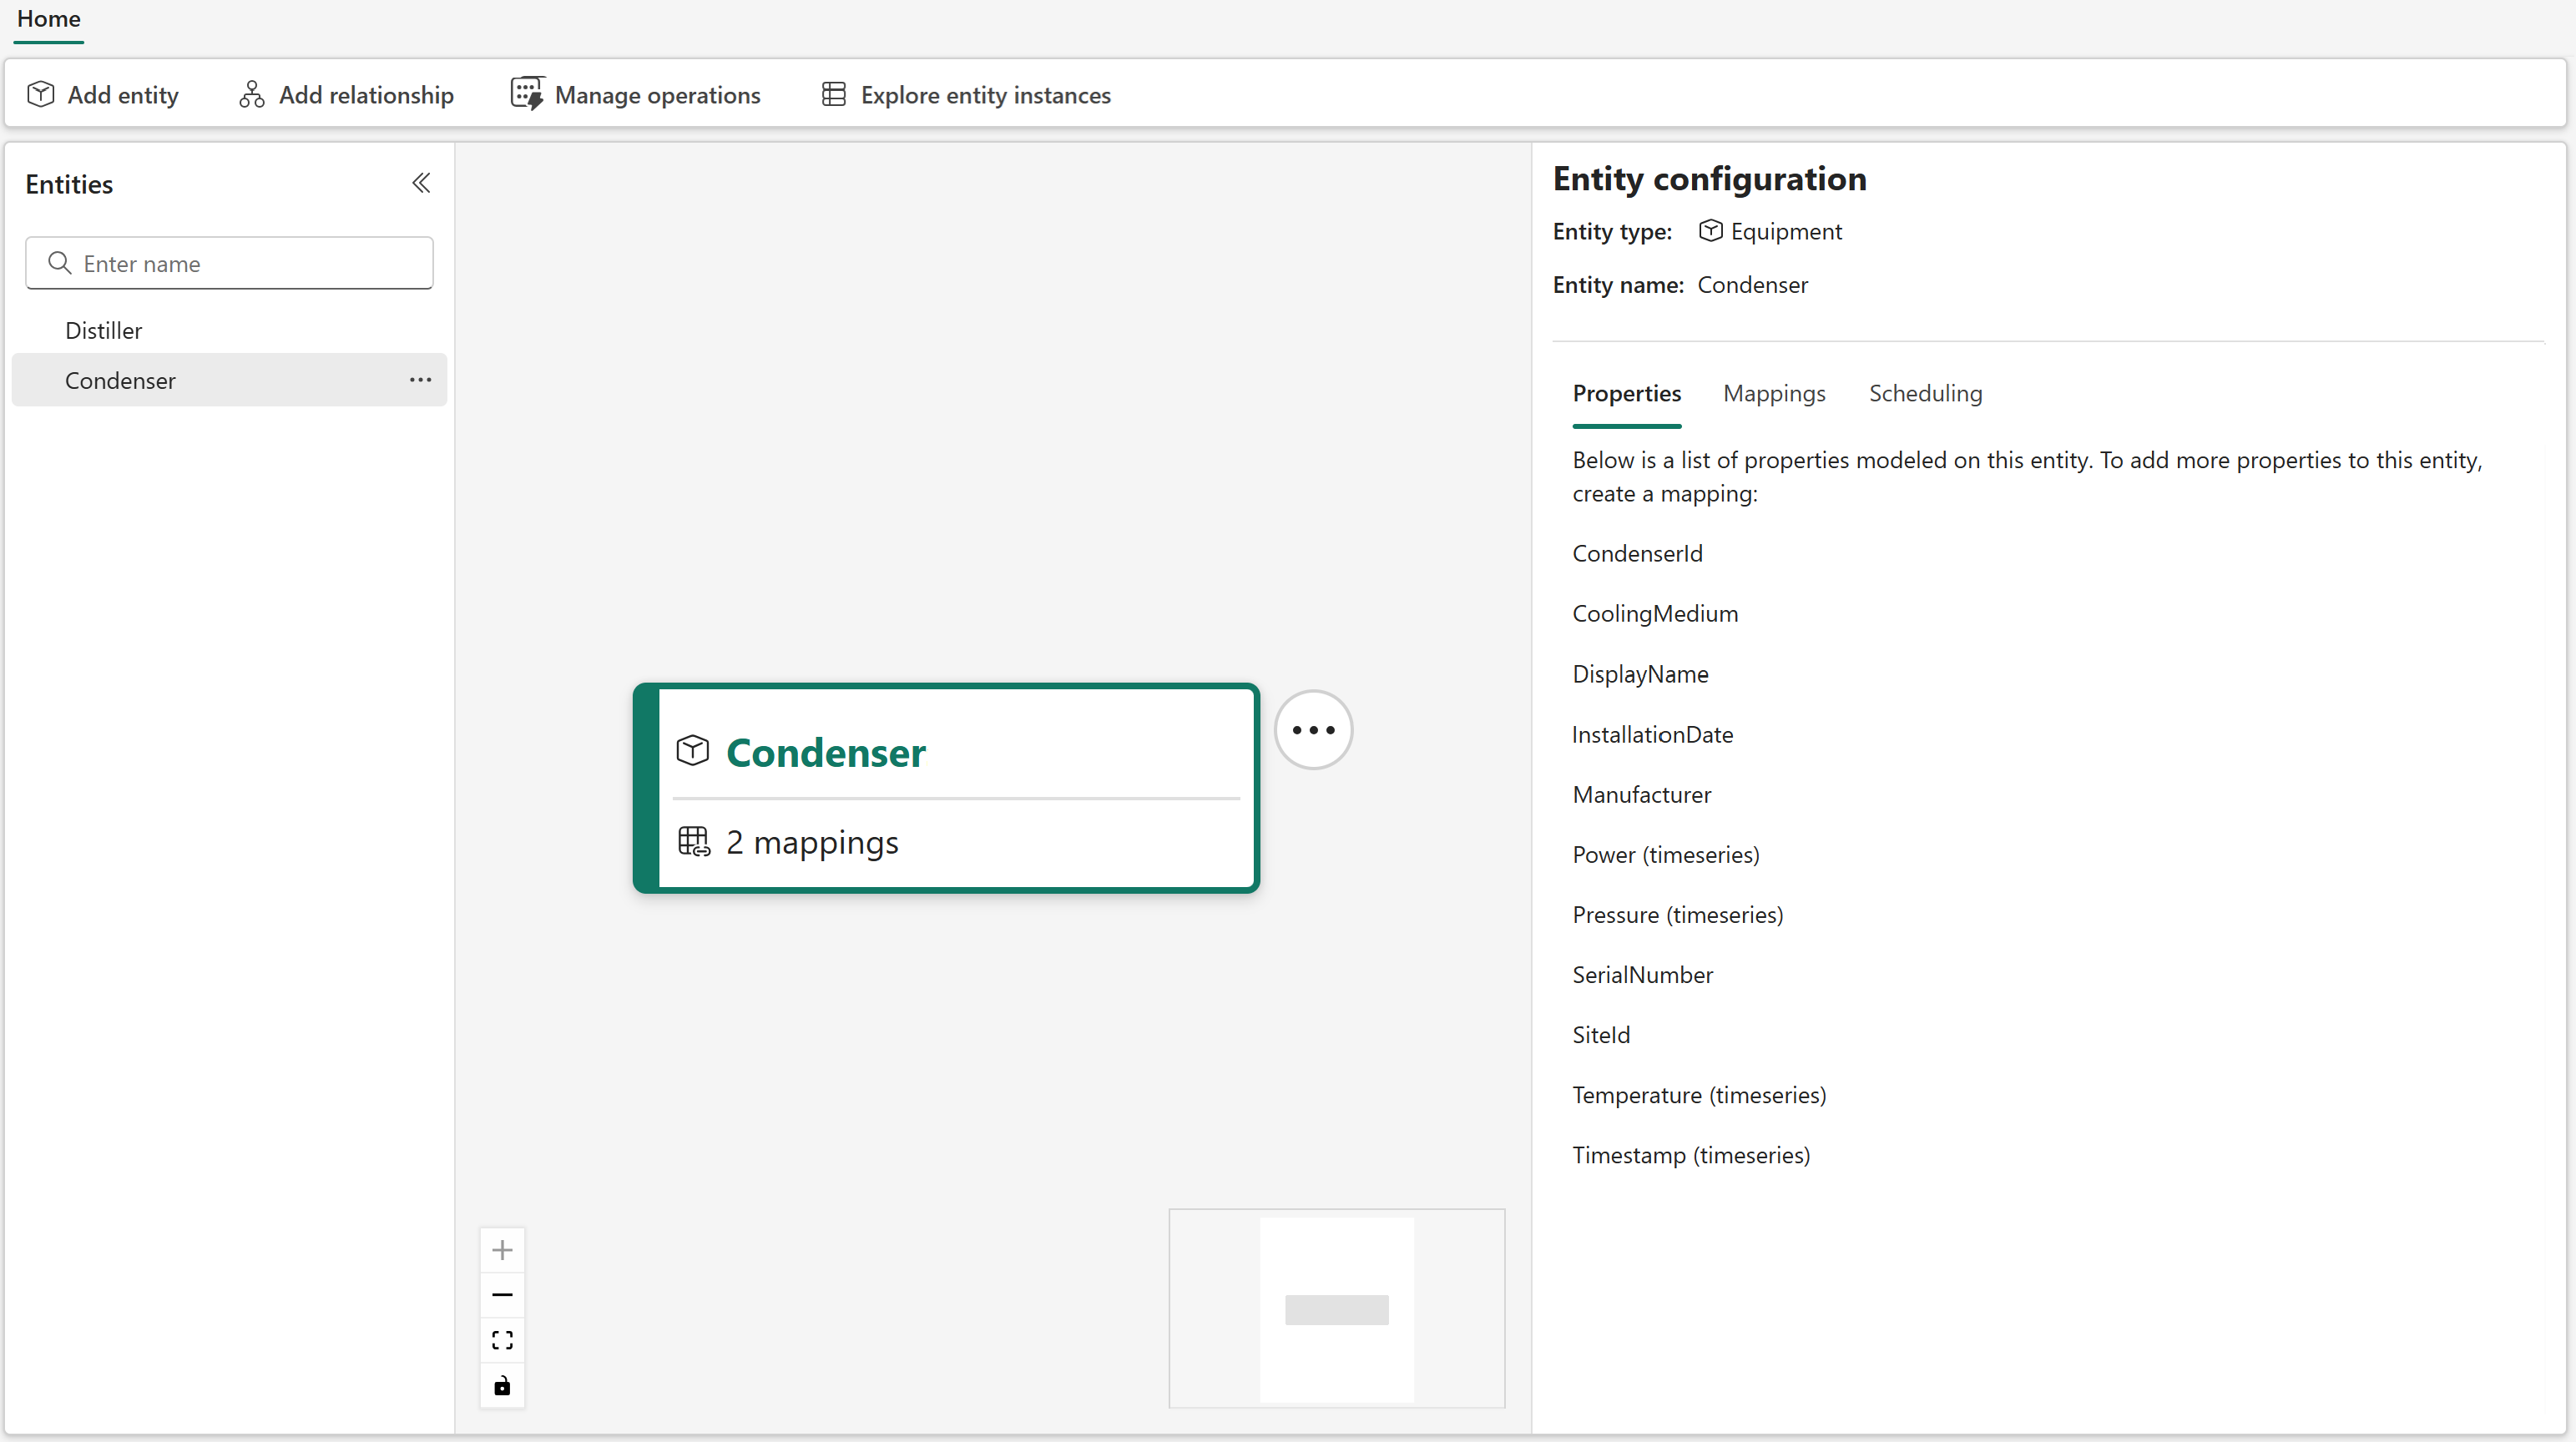 Home
Add entity
Add relationship
Manage operations
Explore entity instances
Entities
Enter name
Distiller
Condenser
Condenser
2 mappings
Entity configuration
Entity type: Equipment
Entity name: Condenser
Properties
Mappings
Scheduling
Below is a list of properties modeled on this entity. To add more properties to this entity,
create a mapping:
CondenserId
CoolingMedium
DisplayName
InstallationDate
Manufacturer
Power (timeseries)
Pressure (timeseries)
SerialNumber
SiteId
Temperature (timeseries)
Timestamp (timeseries)